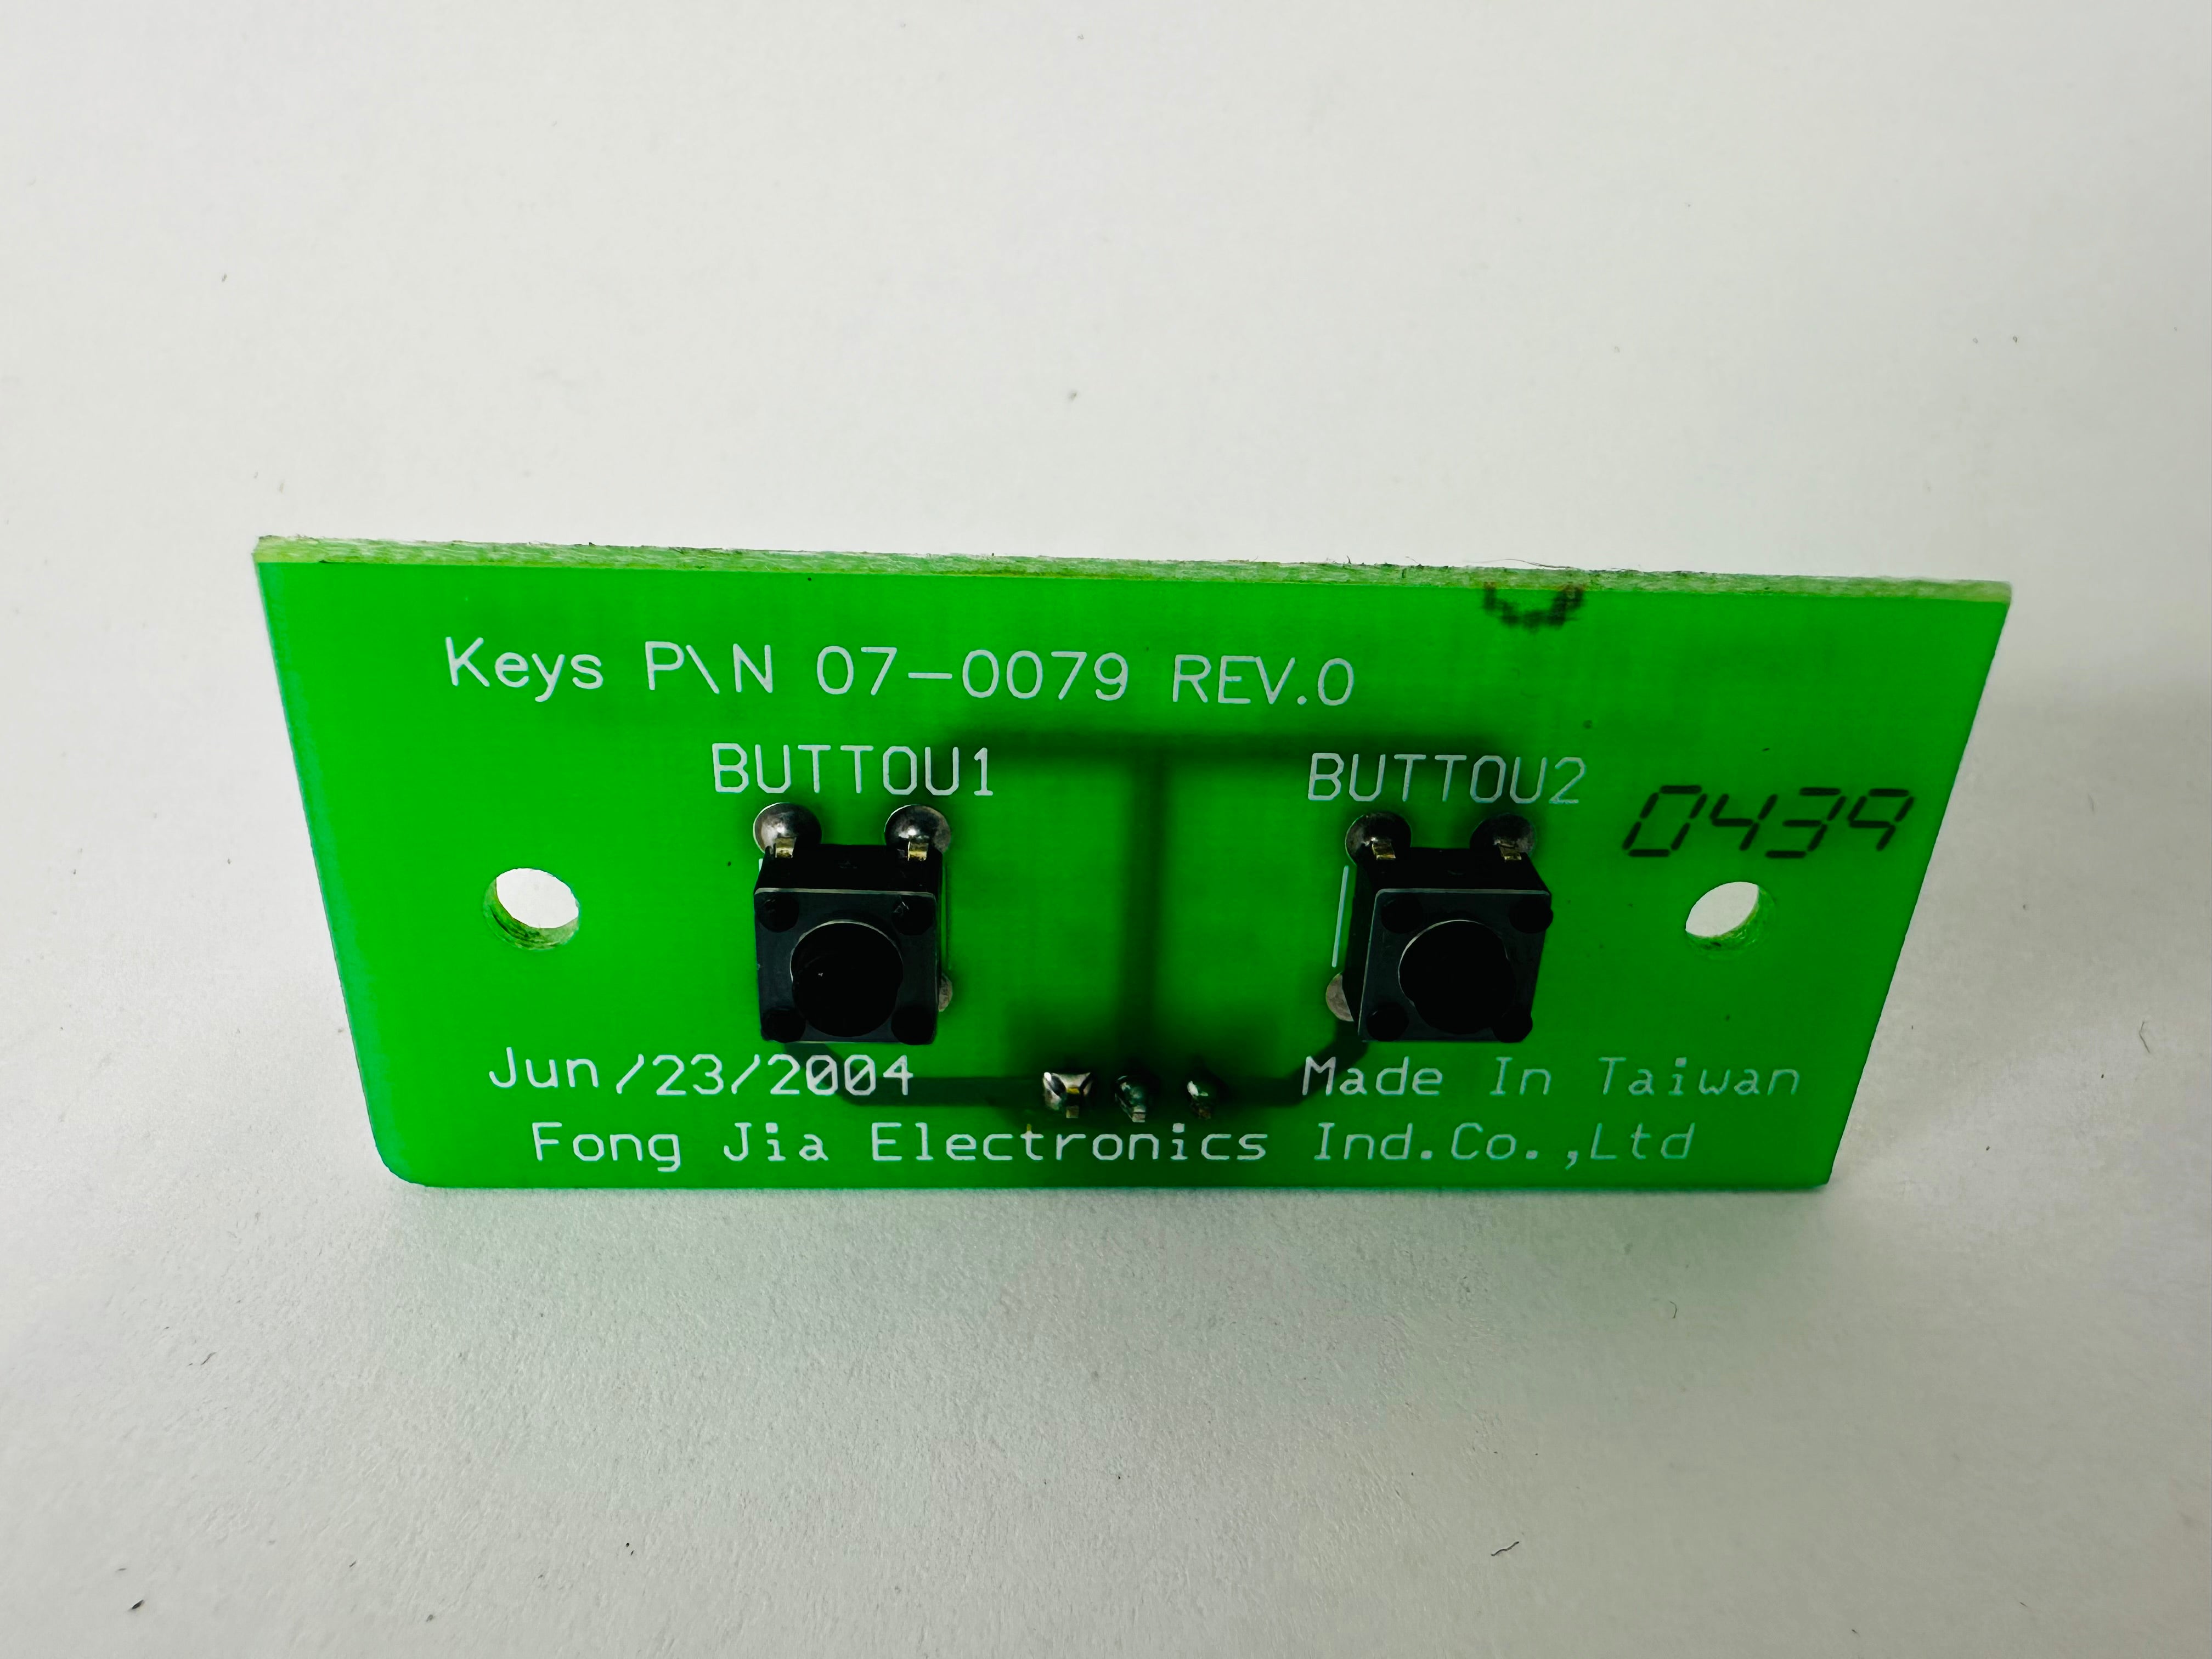 Keys P\N 07-0079 REV.0
BUTTOU1 BUTTOU2
0439
Jun/23/2004 Made In Taiwan
Fong Jia Electronics Ind.Co.,Ltd